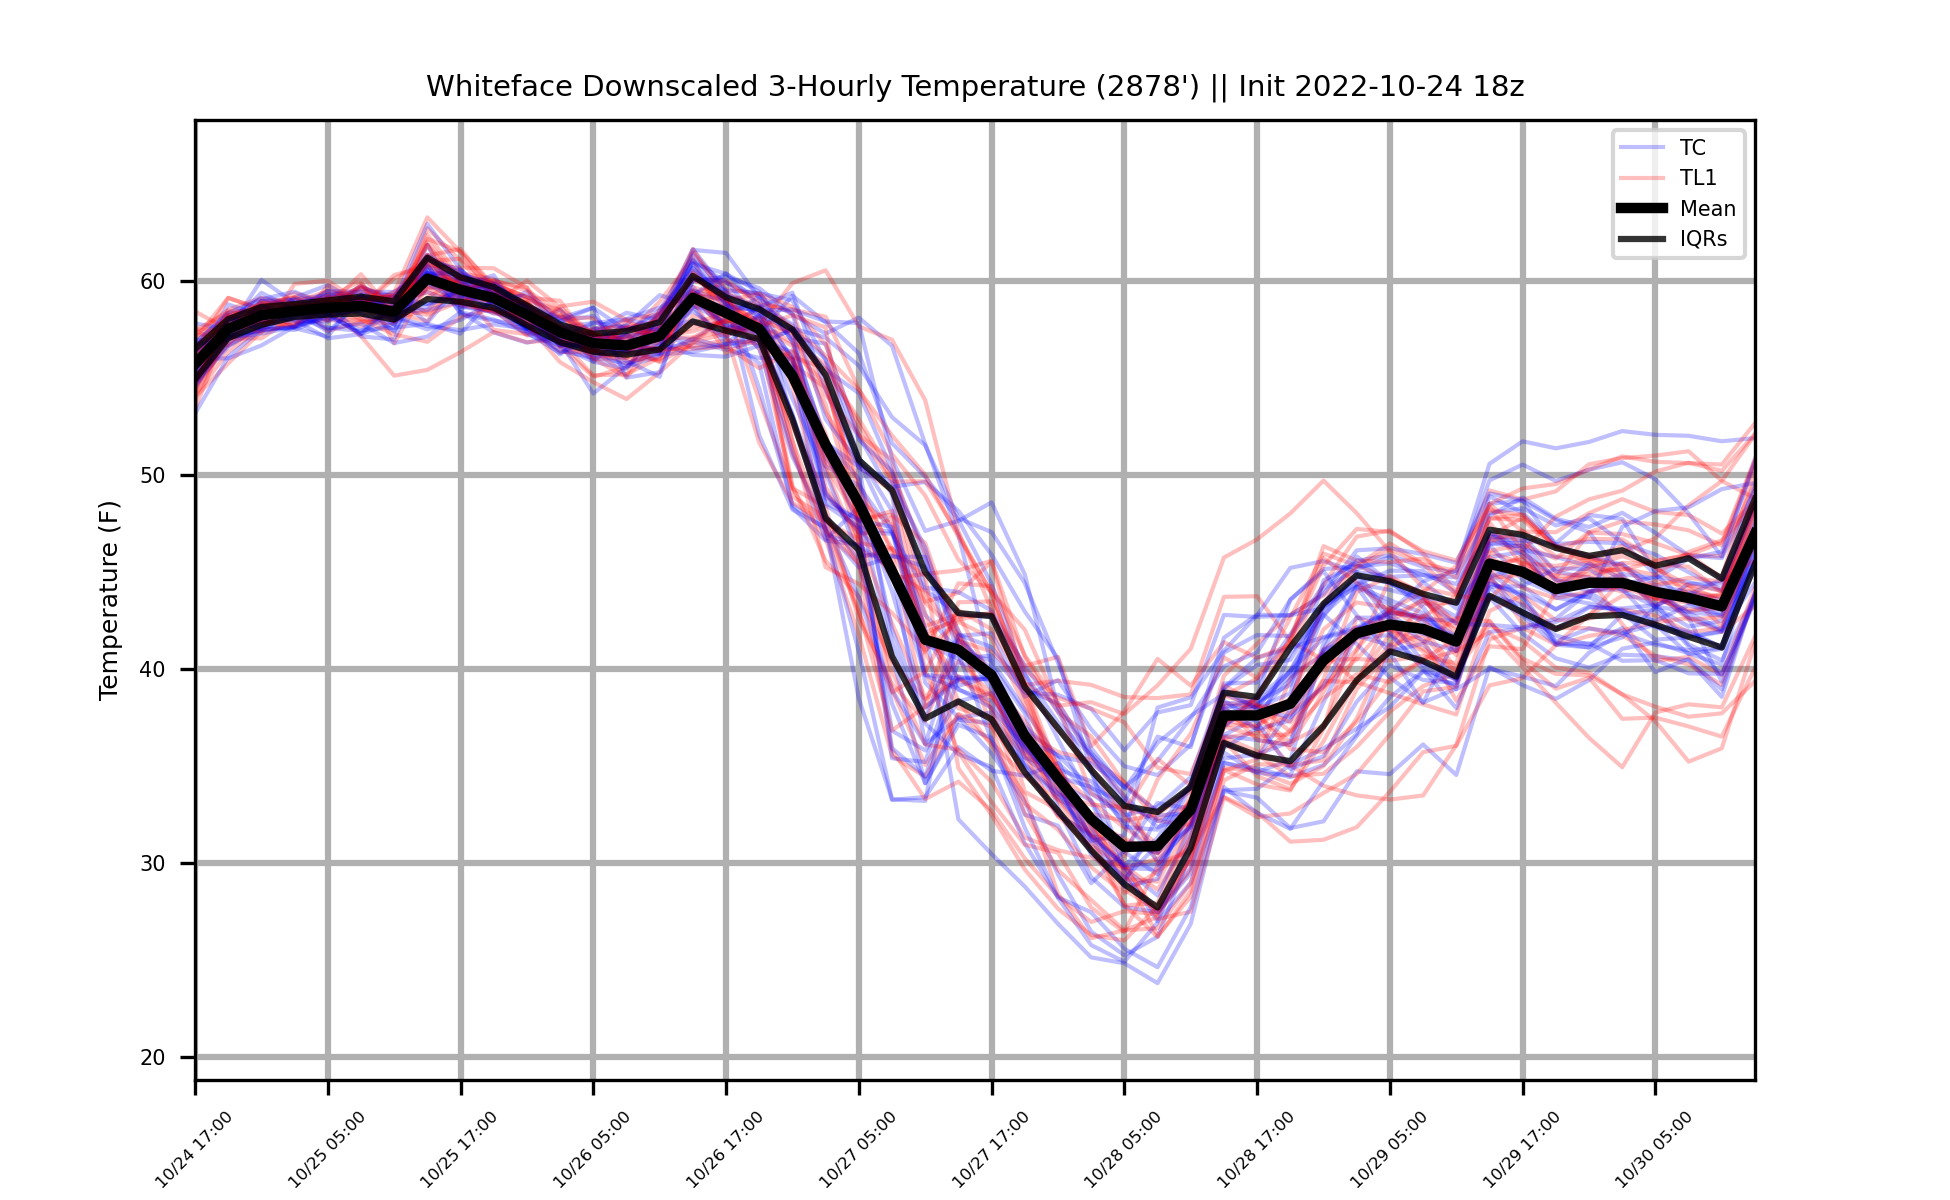 Whiteface Downscaled 3-Hourly Temperature (2878') || Init 2022-10-24 18z
TC
TL1
Mean
IQRs
Temperature (F)
60
50
40
30
20
10/24 17:00
10/25 05:00
10/25 17:00
10/26 05:00
10/26 17:00
10/27 05:00
10/27 17:00
10/28 05:00
10/28 17:00
10/29 05:00
10/29 17:00
10/30 05:00